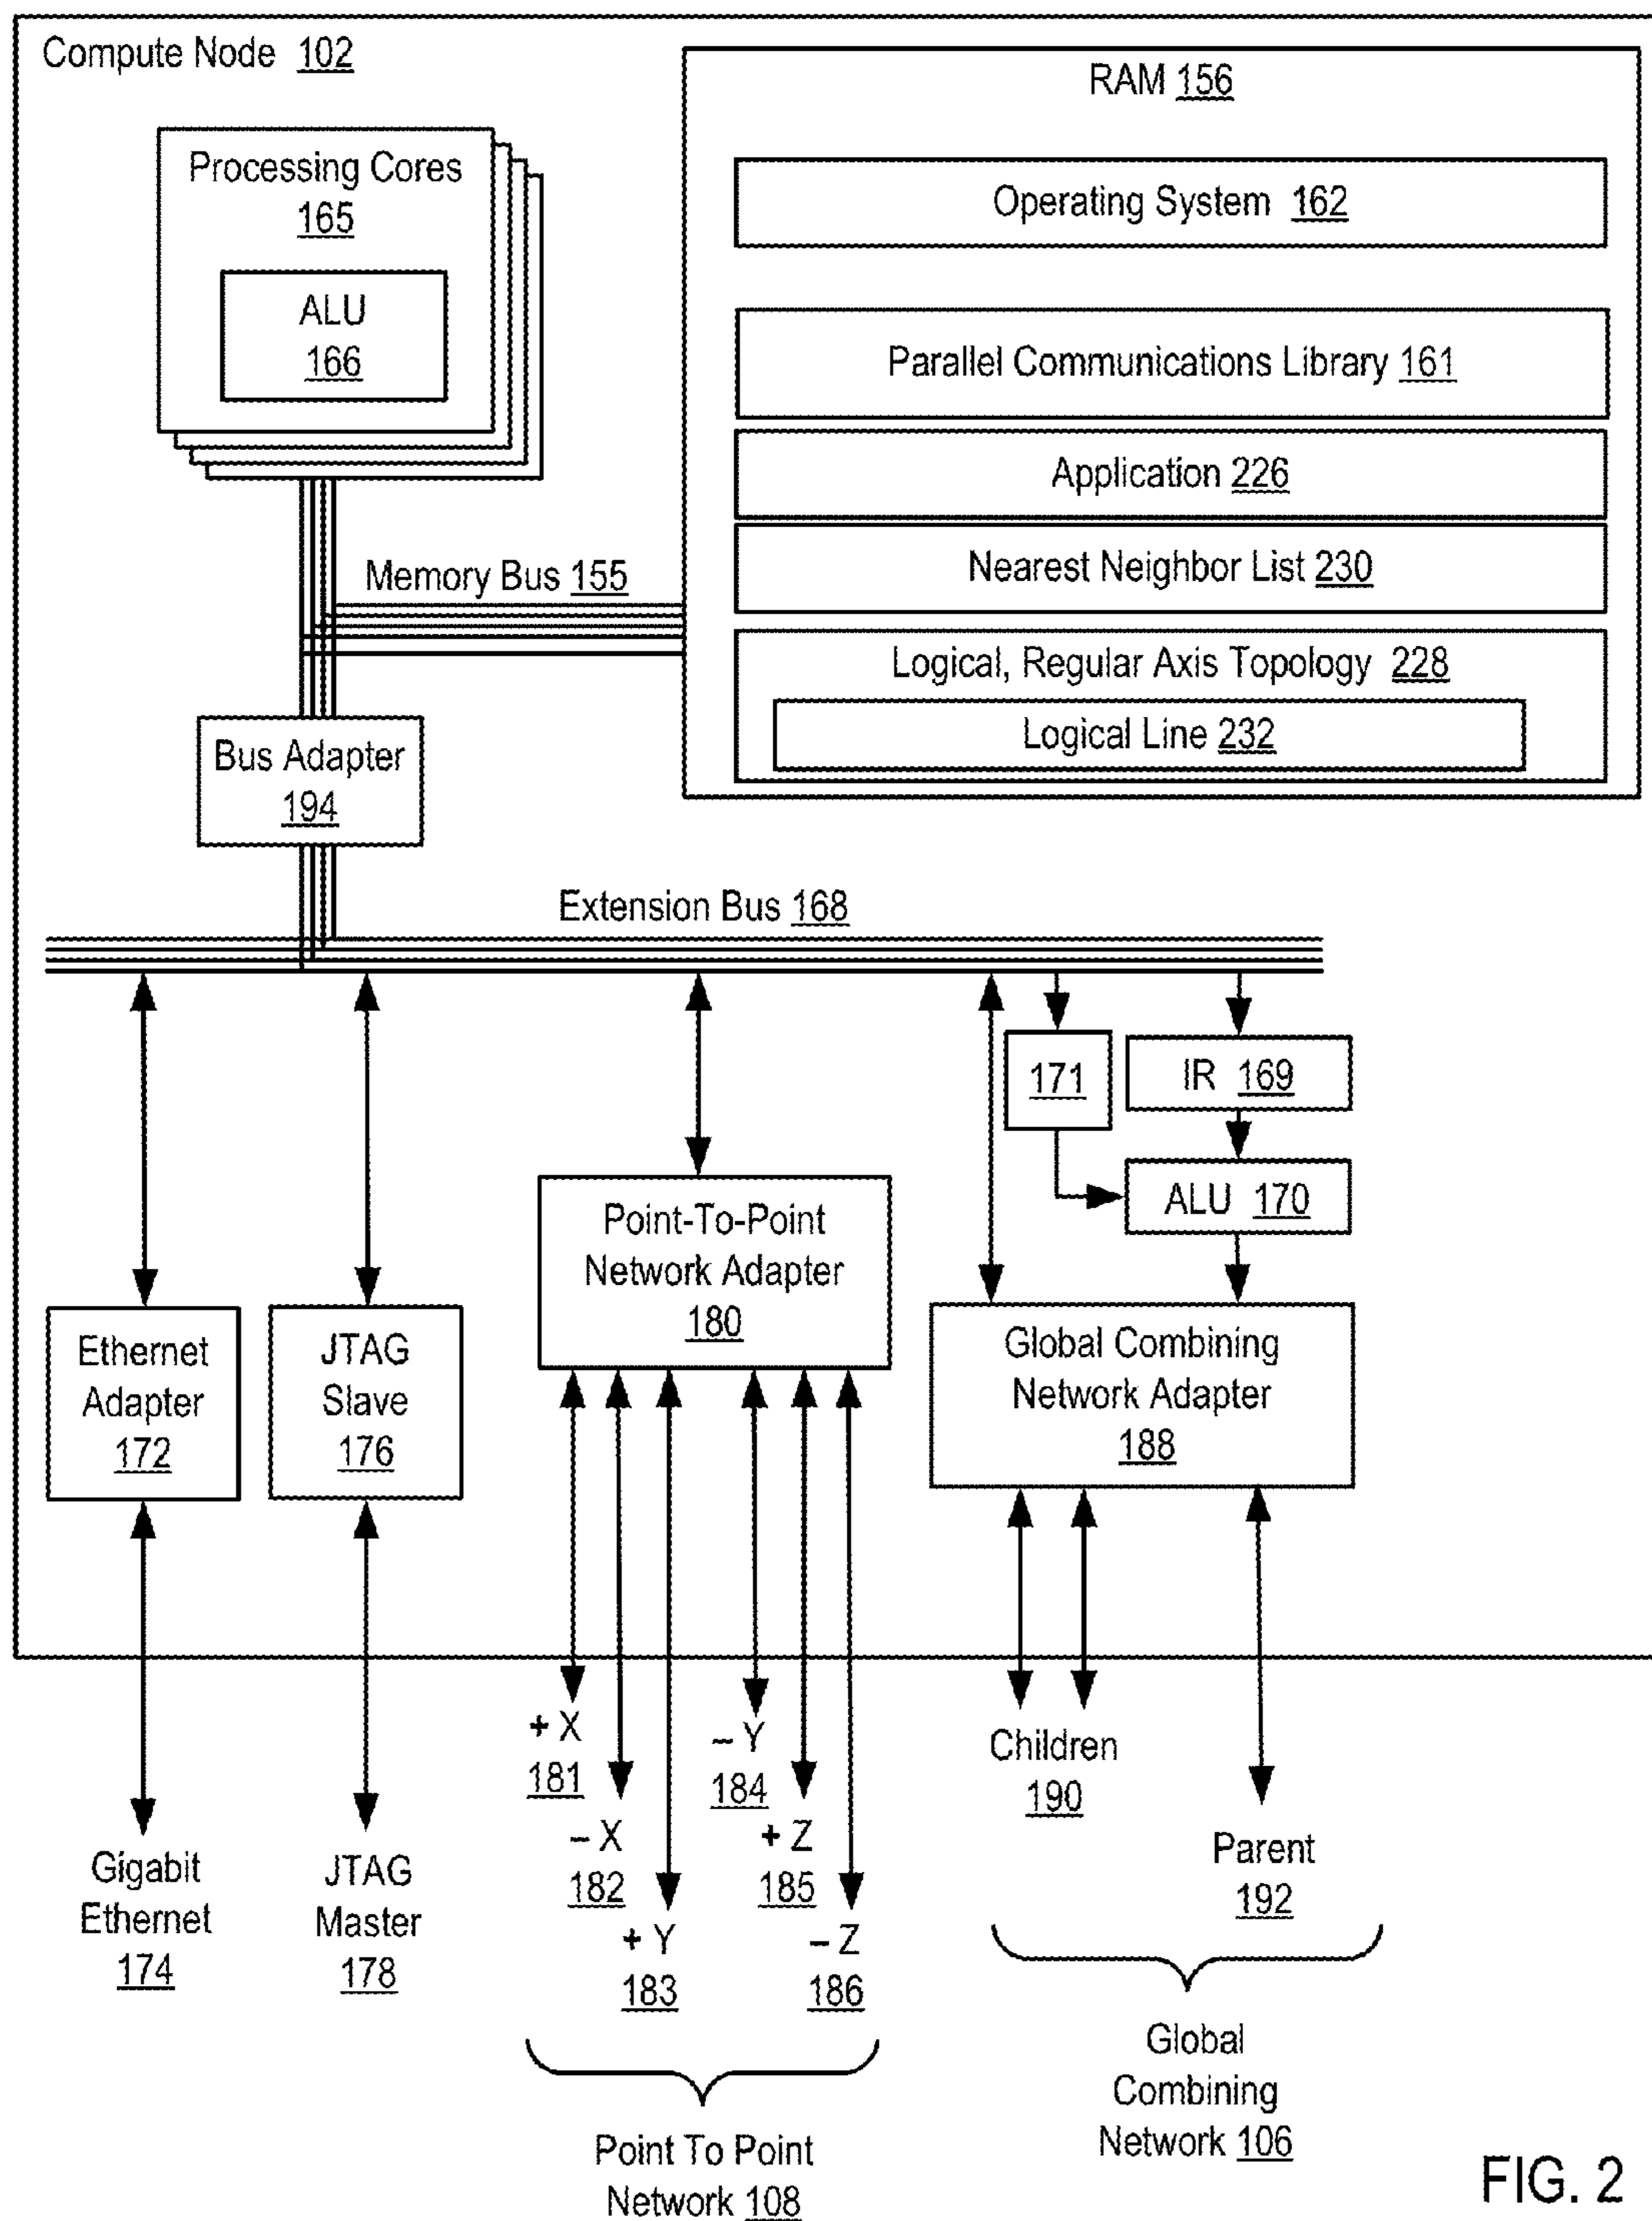 Compute Node 102
RAM 156
Processing Cores
165
ALU
166
Operating System 162
Parallel Communications Library 161
Application 226
Nearest Neighbor List 230
Logical, Regular Axis Topology 228
Logical Line 232
Memory Bus 155
Bus Adapter
194
Extension Bus 168
171
IR 169
ALU 170
Point-To-Point
Network Adapter
180
Ethernet
Adapter
172
JTAG
Slave
176
Global Combining
Network Adapter
188
+ X
181
– X
182
+ Y
183
– Y
184
+ Z
185
– Z
186
Children
190
Parent
192
Gigabit
Ethernet
174
JTAG
Master
178
Point To Point
Network 108
Global
Combining
Network 106
FIG. 2